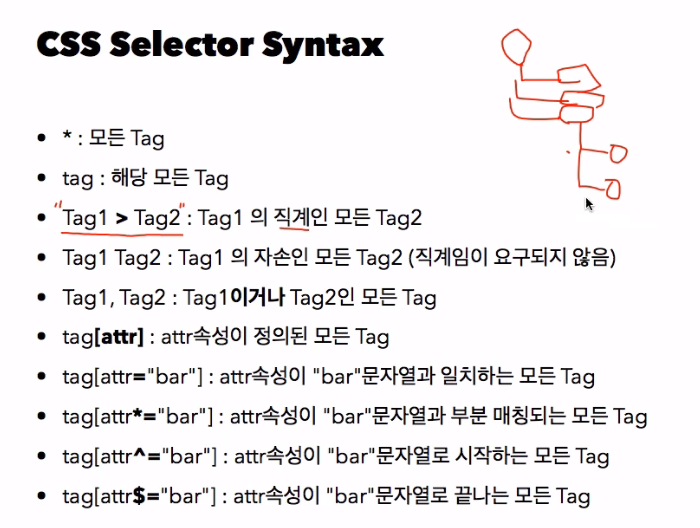 CSS Selector Syntax
• * : 모든 Tag
• tag : 해당 모든 Tag
• "Tag1 > Tag2" : Tag1 의 직계인 모든 Tag2
• Tag1 Tag2 : Tag1 의 자손인 모든 Tag2 (직계임이 요구되지 않음)
• Tag1, Tag2 : Tag1이거나 Tag2인 모든 Tag
• tag[attr] : attr속성이 정의된 모든 Tag
• tag[attr="bar"] : attr속성이 "bar"문자열과 일치하는 모든 Tag
• tag[attr*="bar"] : attr속성이 "bar"문자열과 부분 매칭되는 모든 Tag
• tag[attr^="bar"] : attr속성이 "bar"문자열로 시작하는 모든 Tag
• tag[attr$="bar"] : attr속성이 "bar"문자열로 끝나는 모든 Tag